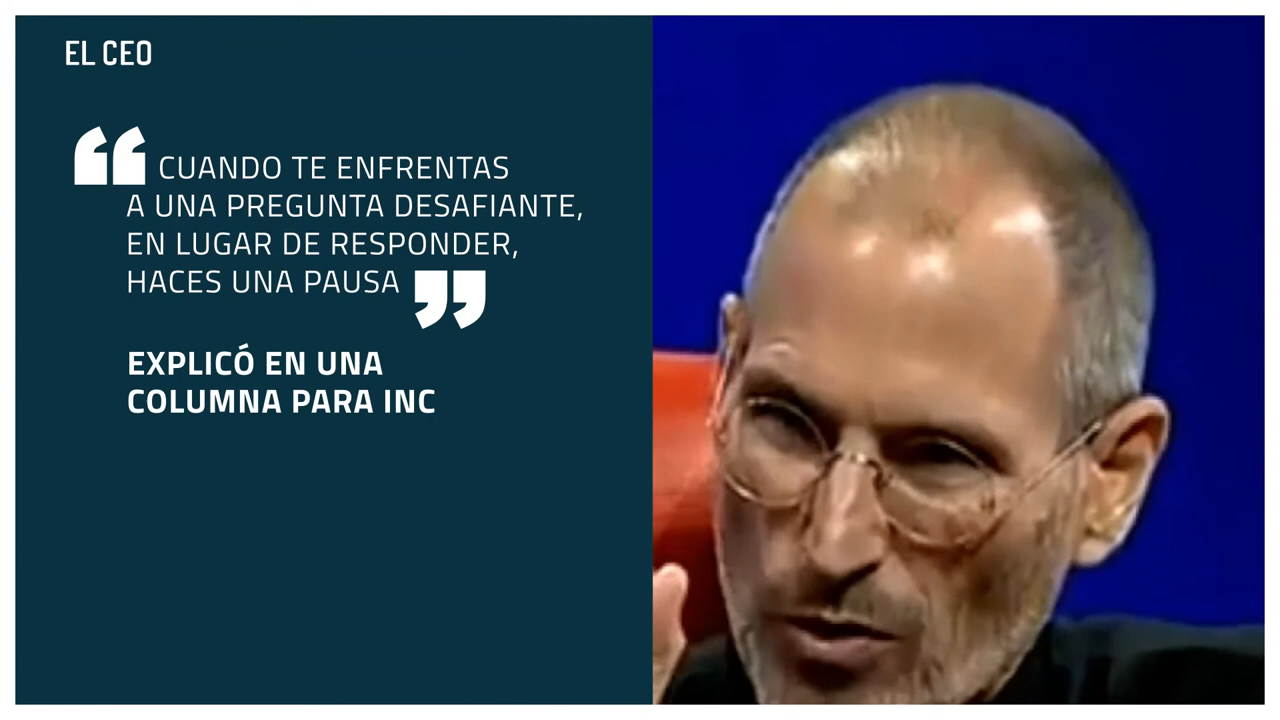 EL CEO
“ CUANDO TE ENFRENTAS
A UNA PREGUNTA DESAFIANTE,
EN LUGAR DE RESPONDER,
HACES UNA PAUSA ”
EXPLICÓ EN UNA
COLUMNA PARA INC